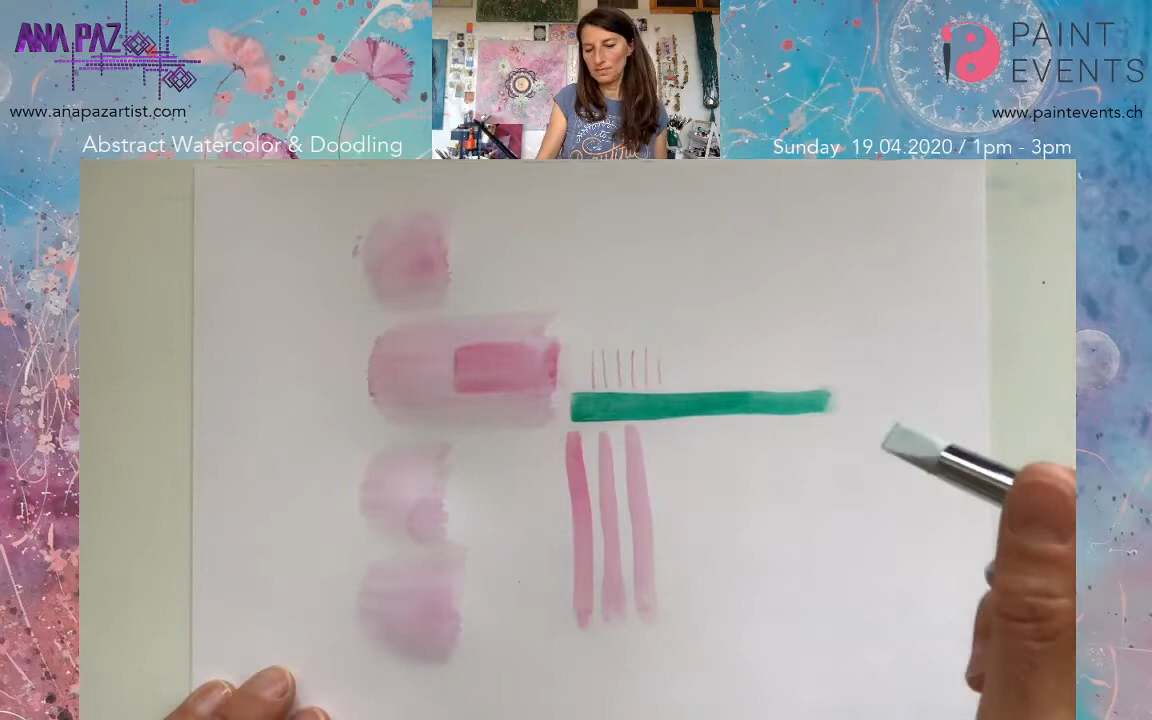 ANA PAZ
www.anapazartist.com
Abstract Watercolor & Doodling
PAINT
EVENTS
www.paintevents.ch
Sunday 19.04.2020 / 1pm - 3pm